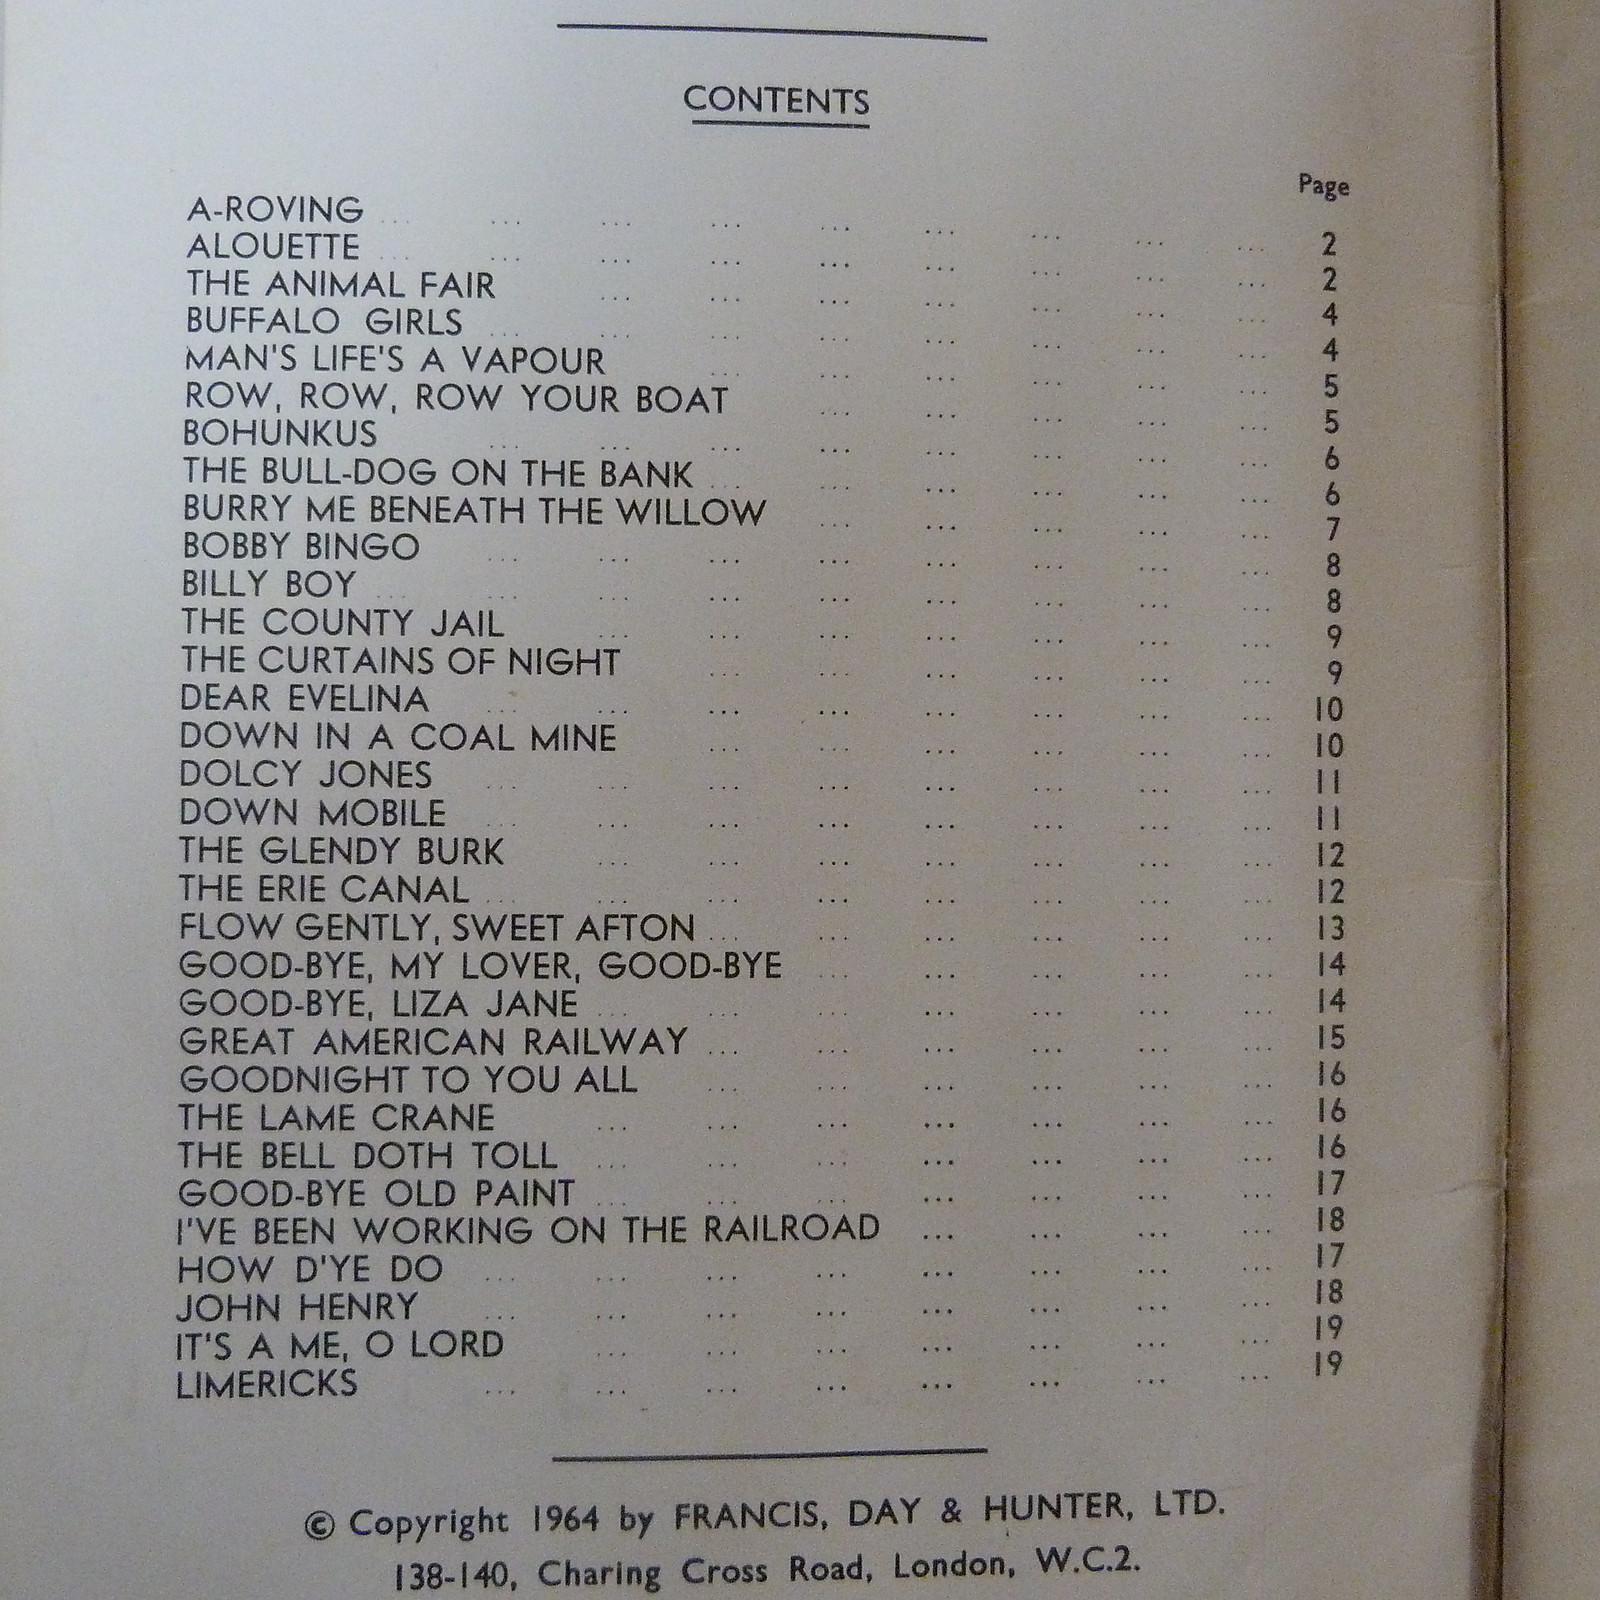 CONTENTS
Page
A-ROVING ... ... ... ... ... ... ... ... ... 2
ALOUETTE ... ... ... ... ... ... ... ... ... 2
THE ANIMAL FAIR ... ... ... ... ... ... ... 4
BUFFALO GIRLS ... ... ... ... ... ... ... ... 4
MAN'S LIFE'S A VAPOUR ... ... ... ... ... ... 5
ROW, ROW, ROW YOUR BOAT ... ... ... ... ... 5
BOHUNKUS ... ... ... ... ... ... ... ... 6
THE BULL-DOG ON THE BANK ... ... ... ... ... ... 6
BURRY ME BENEATH THE WILLOW ... ... ... ... ... 7
BOBBY BINGO ... ... ... ... ... ... ... ... 8
BILLY BOY ... ... ... ... ... ... ... ... ... 8
THE COUNTY JAIL ... ... ... ... ... ... ... 9
THE CURTAINS OF NIGHT ... ... ... ... ... ... 9
DEAR EVELINA ... ... ... ... ... ... ... ... 10
DOWN IN A COAL MINE ... ... ... ... ... ... 10
DOLCY JONES ... ... ... ... ... ... ... ... 11
DOWN MOBILE ... ... ... ... ... ... ... ... 11
THE GLENDY BURK ... ... ... ... ... ... ... 12
THE ERIE CANAL ... ... ... ... ... ... ... ... 12
FLOW GENTLY, SWEET AFTON ... ... ... ... ... ... 13
GOOD-BYE, MY LOVER, GOOD-BYE ... ... ... ... ... 14
GOOD-BYE, LIZA JANE ... ... ... ... ... ... ... 14
GREAT AMERICAN RAILWAY ... ... ... ... ... ... 15
GOODNIGHT TO YOU ALL ... ... ... ... ... ... 16
THE LAME CRANE ... ... ... ... ... ... ... 16
THE BELL DOTH TOLL ... ... ... ... ... ... ... 16
GOOD-BYE OLD PAINT ... ... ... ... ... ... ... 17
I'VE BEEN WORKING ON THE RAILROAD ... ... ... ... 18
HOW D'YE DO ... ... ... ... ... ... ... ... 17
JOHN HENRY ... ... ... ... ... ... ... ... 18
IT'S A ME, O LORD ... ... ... ... ... ... ... 19
LIMERICKS ... ... ... ... ... ... ... ... 19
© Copyright 1964 by FRANCIS, DAY & HUNTER, LTD.
138-140, Charing Cross Road, London, W.C.2.